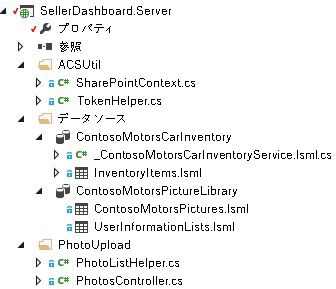 SellerDashboard.Server
プロパティ
参照
ACSUtil
C# SharePointContext.cs
C# TokenHelper.cs
データ ソース
ContosoMotorsCarInventory
C# _ContosoMotorsCarInventoryService.lsml.cs
InventoryItems.lsml
ContosoMotorsPictureLibrary
ContosoMotorsPictures.lsml
UserInformationLists.lsml
PhotoUpload
C# PhotoListHelper.cs
C# PhotosController.cs